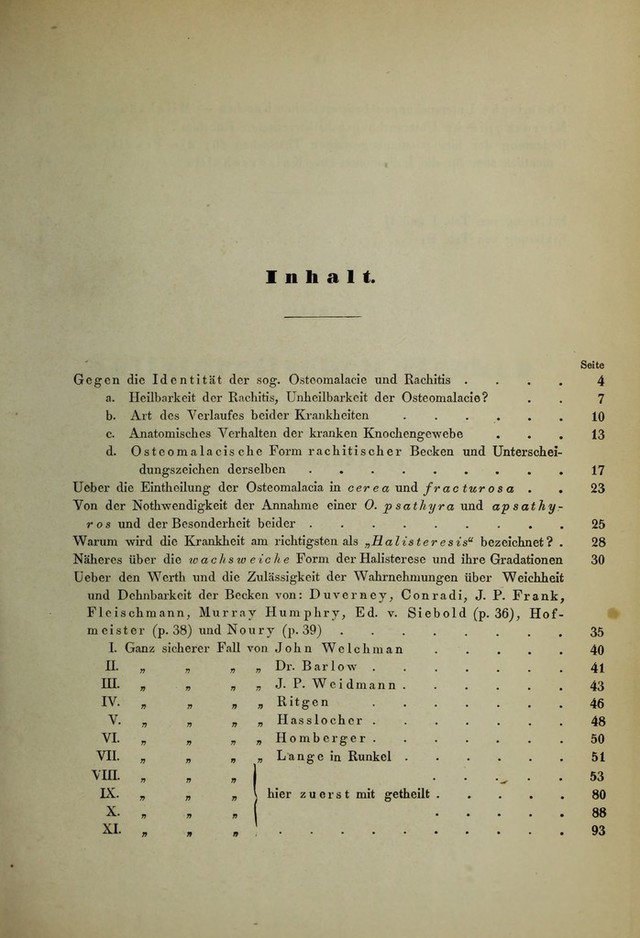 Inhalt.
Seite
Gegen die Identität der sog. Osteomalacie und Rachitis . . . . 4
a. Heilbarkeit der Rachitis, Unheilbarkeit der Osteomalacie? . . 7
b. Art des Verlaufes beider Krankheiten . . . . . . 10
c. Anatomisches Verhalten der kranken Knochengewebe . . . 13
d. Osteomalacische Form rachitischer Becken und Unterschei-
dungszeichen derselben . . . . . . . . . 17
Ueber die Eintheilung der Osteomalacia in cerea und fracturosa . . 23
Von der Nothwendigkeit der Annahme einer O. psathyra und apsathy-
ros und der Besonderheit beider . . . . . . . . 25
Warum wird die Krankheit am richtigsten als „Halisteresis“ bezeichnet? . 28
Näheres über die wachsweiche Form der Halisterese und ihre Gradationen 30
Ueber den Werth und die Zulässigkeit der Wahrnehmungen über Weichheit
und Dehnbarkeit der Becken von: Duverney, Conradi, J. P. Frank,
Fleischmann, Murray Humphry, Ed. v. Siebold (p. 36), Hof-
meister (p. 38) und Noury (p. 39) . . . . . . . . 35
I. Ganz sicherer Fall von John Welchman . . . . . 40
II. „ „ „ „ Dr. Barlow . . . . . . . 41
III. „ „ „ „ J. P. Weidmann . . . . . . 43
IV. „ „ „ „ Ritgen . . . . . . . 46
V. „ „ „ „ Hasslocher . . . . . . . 48
VI. „ „ „ „ Homberger . . . . . . . 50
VII. „ „ „ „ Lange in Runkel . . . . . . 51
VIII. „ „ „ . . . . . 53
IX. „ „ „ hier zuerst mitgetheilt . . . . . 80
X. „ „ „ . . . . . 88
XI. „ „ „ . . . . . . . . . . . 93